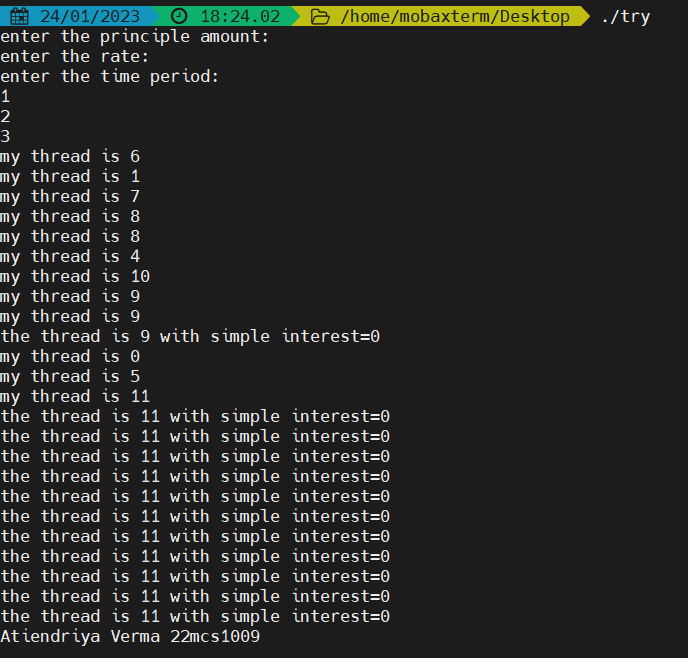 24/01/2023 18:24.02 /home/mobaxterm/Desktop ./try
enter the principle amount:
enter the rate:
enter the time period:
1
2
3
my thread is 6
my thread is 1
my thread is 7
my thread is 8
my thread is 8
my thread is 4
my thread is 10
my thread is 9
my thread is 9
the thread is 9 with simple interest=0
my thread is 0
my thread is 5
my thread is 11
the thread is 11 with simple interest=0
the thread is 11 with simple interest=0
the thread is 11 with simple interest=0
the thread is 11 with simple interest=0
the thread is 11 with simple interest=0
the thread is 11 with simple interest=0
the thread is 11 with simple interest=0
the thread is 11 with simple interest=0
the thread is 11 with simple interest=0
the thread is 11 with simple interest=0
the thread is 11 with simple interest=0
Atiendriya Verma 22mcs1009